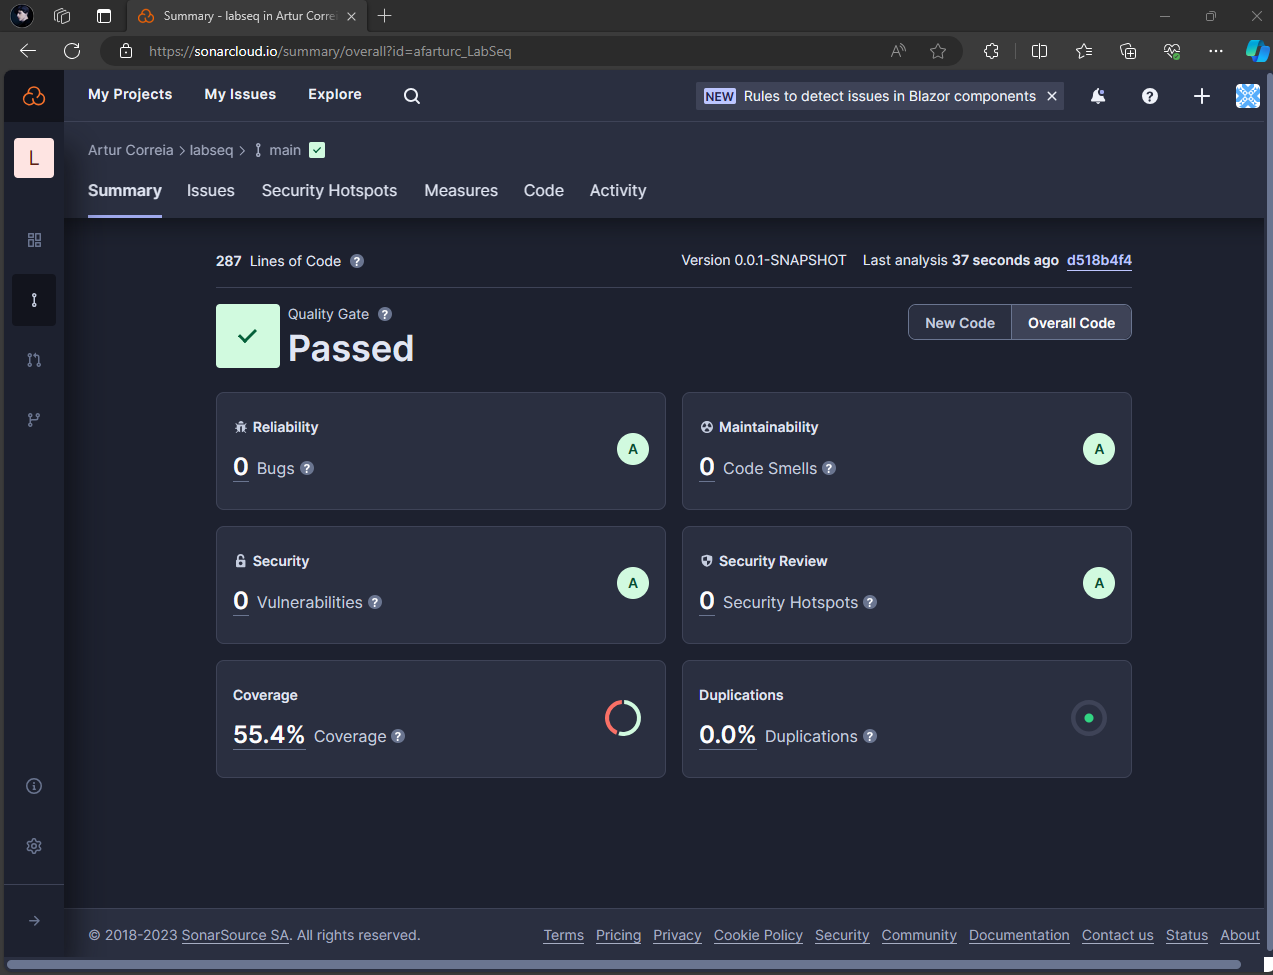 Summary - labseq in Artur Correi
https://sonarcloud.io/summary/overall?id=afarturc_LabSeq
My Projects My Issues Explore
NEW Rules to detect issues in Blazor components
L
Artur Correia > labseq > main
Summary Issues Security Hotspots Measures Code Activity
287 Lines of Code ?
Version 0.0.1-SNAPSHOT Last analysis 37 seconds ago d518b4f4
Quality Gate ?
Passed
New Code Overall Code
Reliability
0 Bugs ?
A
Maintainability
0 Code Smells ?
A
Security
0 Vulnerabilities ?
A
Security Review
0 Security Hotspots ?
A
Coverage
55.4% Coverage ?
Duplications
0.0% Duplications ?
© 2018-2023 SonarSource SA. All rights reserved.
Terms Pricing Privacy Cookie Policy Security Community Documentation Contact us Status About